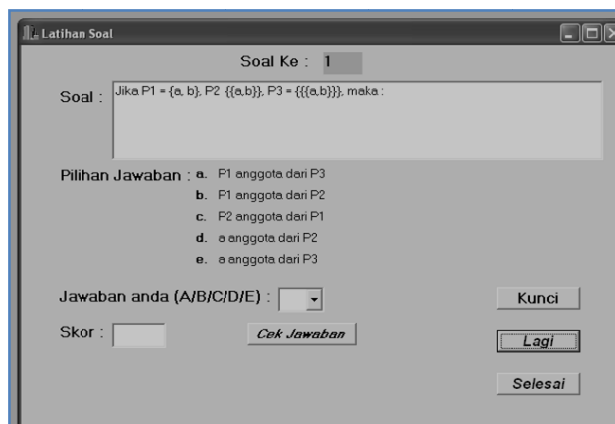 Latihan Soal
Soal Ke : 1
Soal : Jika P1 = {a, b}, P2 {{a,b}}, P3 = {{{a,b}}}, maka :
Pilihan Jawaban : a. P1 anggota dari P3
b. P1 anggota dari P2
c. P2 anggota dari P1
d. a anggota dari P2
e. a anggota dari P3
Jawaban anda (A/B/C/D/E) :
Kunci
Skor :
Cek Jawaban
Lagi
Selesai